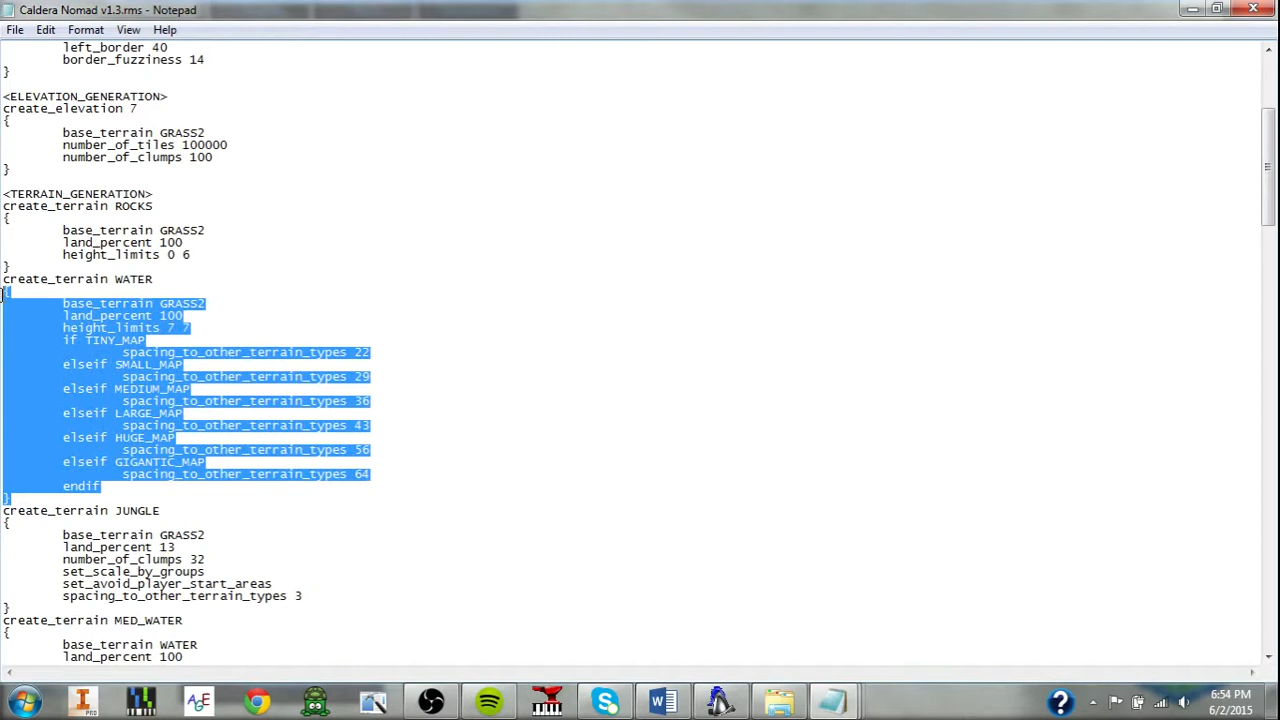 Caldera Nomad v1.3.rms - Notepad
File Edit Format View Help
left_border 40
border_fuzziness 14
}
<ELEVATION_GENERATION>
create_elevation 7
{
base_terrain GRASS2
number_of_tiles 100000
number_of_clumps 100
}
<TERRAIN_GENERATION>
create_terrain ROCKS
{
base_terrain GRASS2
land_percent 100
height_limits 0 6
}
create_terrain WATER
{
base_terrain GRASS2
land_percent 100
height_limits 7 7
if TINY_MAP
spacing_to_other_terrain_types 22
elseif SMALL_MAP
spacing_to_other_terrain_types 29
elseif MEDIUM_MAP
spacing_to_other_terrain_types 36
elseif LARGE_MAP
spacing_to_other_terrain_types 43
elseif HUGE_MAP
spacing_to_other_terrain_types 56
elseif GIGANTIC_MAP
spacing_to_other_terrain_types 64
endif
}
create_terrain JUNGLE
{
base_terrain GRASS2
land_percent 13
number_of_clumps 32
set_scale_by_groups
set_avoid_player_start_areas
spacing_to_other_terrain_types 3
}
create_terrain MED_WATER
{
base_terrain WATER
land_percent 100
I PRO
AGE
S
W
?
6:54 PM
6/2/2015